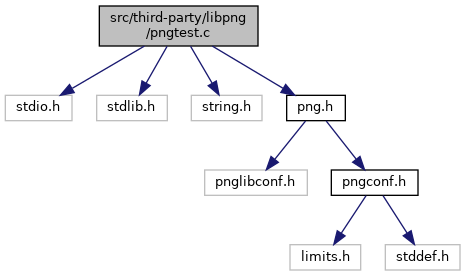 src/third-party/libpng
/pngtest.c
stdio.h
stdlib.h
string.h
png.h
pnglibconf.h
pngconf.h
limits.h
stddef.h